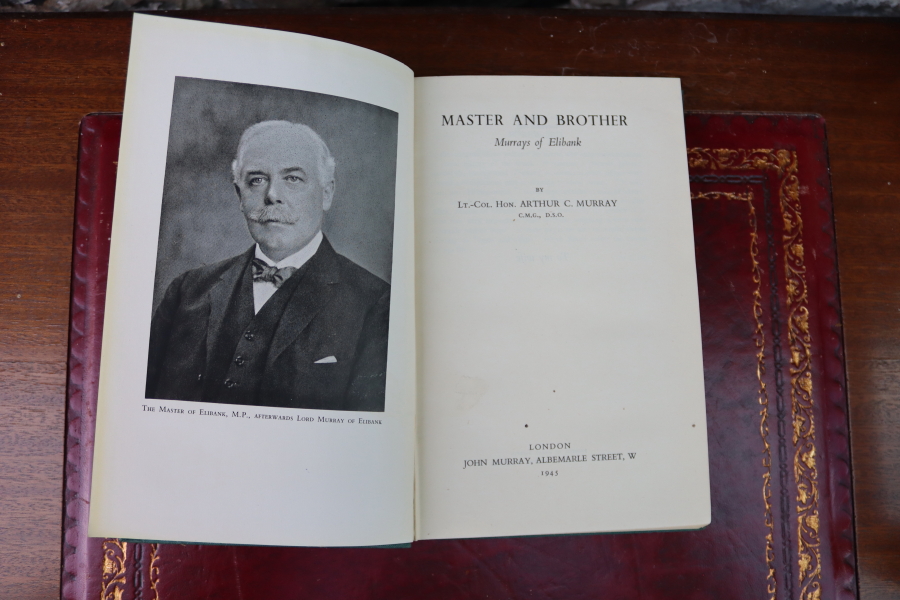 THE MASTER OF ELIBANK, M.P., AFTERWARDS LORD MURRAY OF ELIBANK
MASTER AND BROTHER
Murrays of Elibank
BY
LT.-COL. HON. ARTHUR C. MURRAY
C.M.G., D.S.O.
LONDON
JOHN MURRAY, ALBEMARLE STREET, W
1945